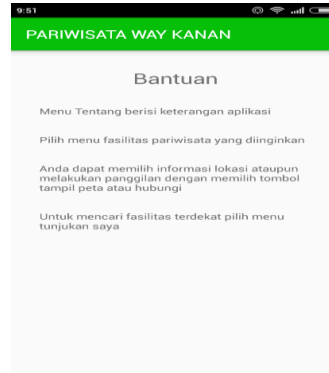 9:51
PARIWISATA WAY KANAN
Bantuan
Menu Tentang berisi keterangan aplikasi
Pilih menu fasilitas pariwisata yang diinginkan
Anda dapat memilih informasi lokasi ataupun
melakukan panggilan dengan memilih tombol
tampil peta atau hubungi
Untuk mencari fasilitas terdekat pilih menu
tunjukan saya